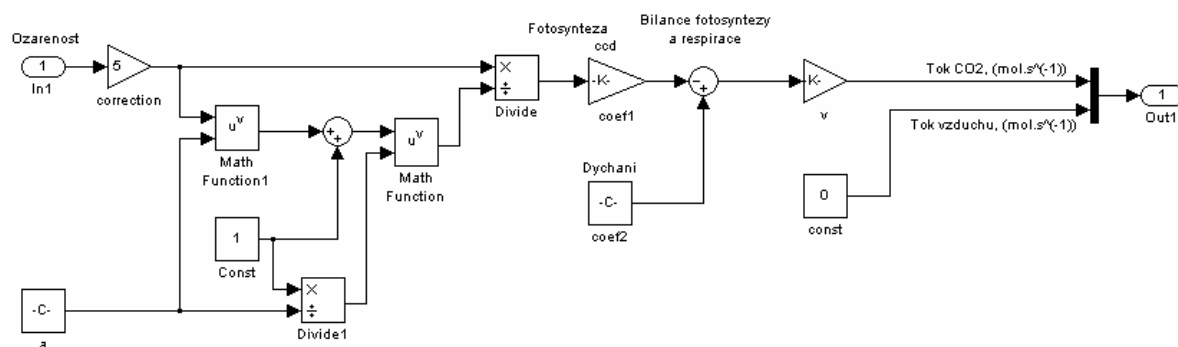 Ozarenost
1
In1
5
correction
u^v
Math
Function1
+
+
u^v
Math
Function
1
Const
-C-
a
×
÷
Divide1
×
÷
Divide
Fotosynteza
ccd
-K-
coef1
Bilance fotosyntezy
a respirace
-
+
Dychani
-C-
coef2
K-
v
Tok CO2, (mol.s^(-1))
Tok vzduchu, (mol.s^(-1))
0
const
1
Out1